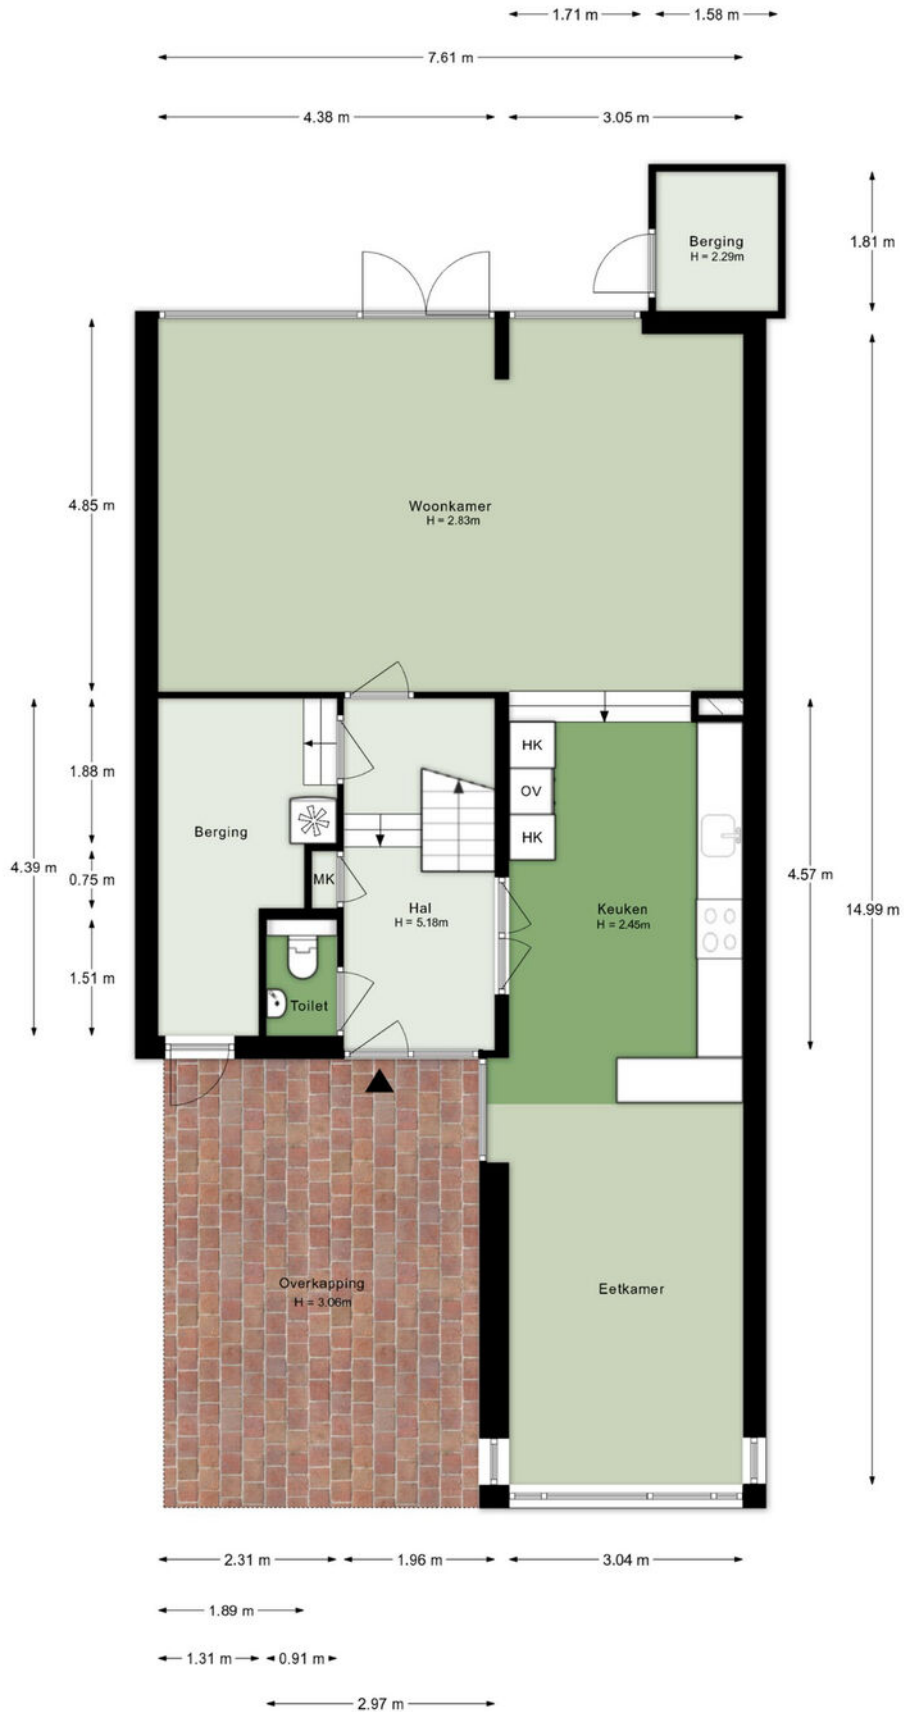 1.71 m
1.58 m
7.61 m
4.38 m
3.05 m
Berging
H = 2.29m
1.81 m
4.85 m
Woonkamer
H = 2.83m
HK
1.88 m
OV
Berging
HK
4.39 m
0.75 m
MK
4.57 m
Hal
H = 5.18m
Keuken
H = 2.45m
14.99 m
1.51 m
Toilet
Overkapping
H = 3.06m
Eetkamer
2.31 m
1.96 m
3.04 m
1.89 m
1.31 m
0.91 m
2.97 m